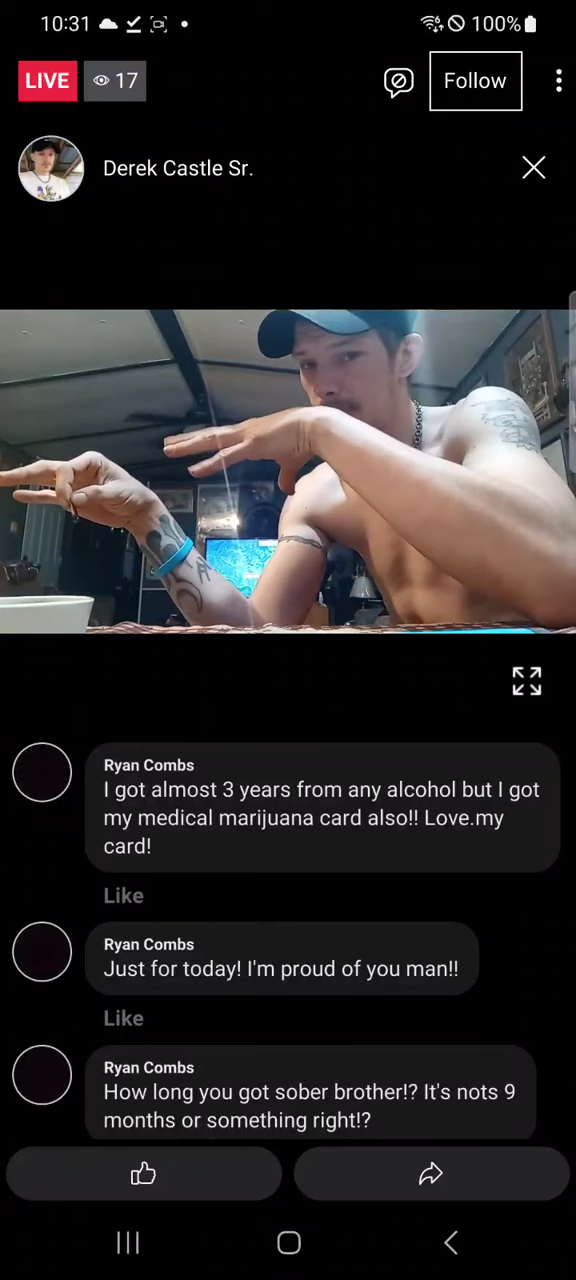 10:31
100%
LIVE
17
Follow
Derek Castle Sr.
Ryan Combs
I got almost 3 years from any alcohol but I got
my medical marijuana card also!! Love.my
card!
Like
Ryan Combs
Just for today! I'm proud of you man!!
Like
Ryan Combs
How long you got sober brother!? It's nots 9
months or something right!?